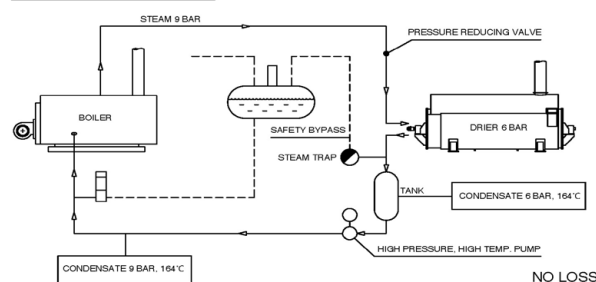 STEAM 9 BAR
PRESSURE REDUCING VALVE
BOILER
DRIER 6 BAR
SAFETY BYPASS
STEAM TRAP
TANK
CONDENSATE 6 BAR, 164℃
HIGH PRESSURE, HIGH TEMP. PUMP
CONDENSATE 9 BAR, 164℃
NO LOSS